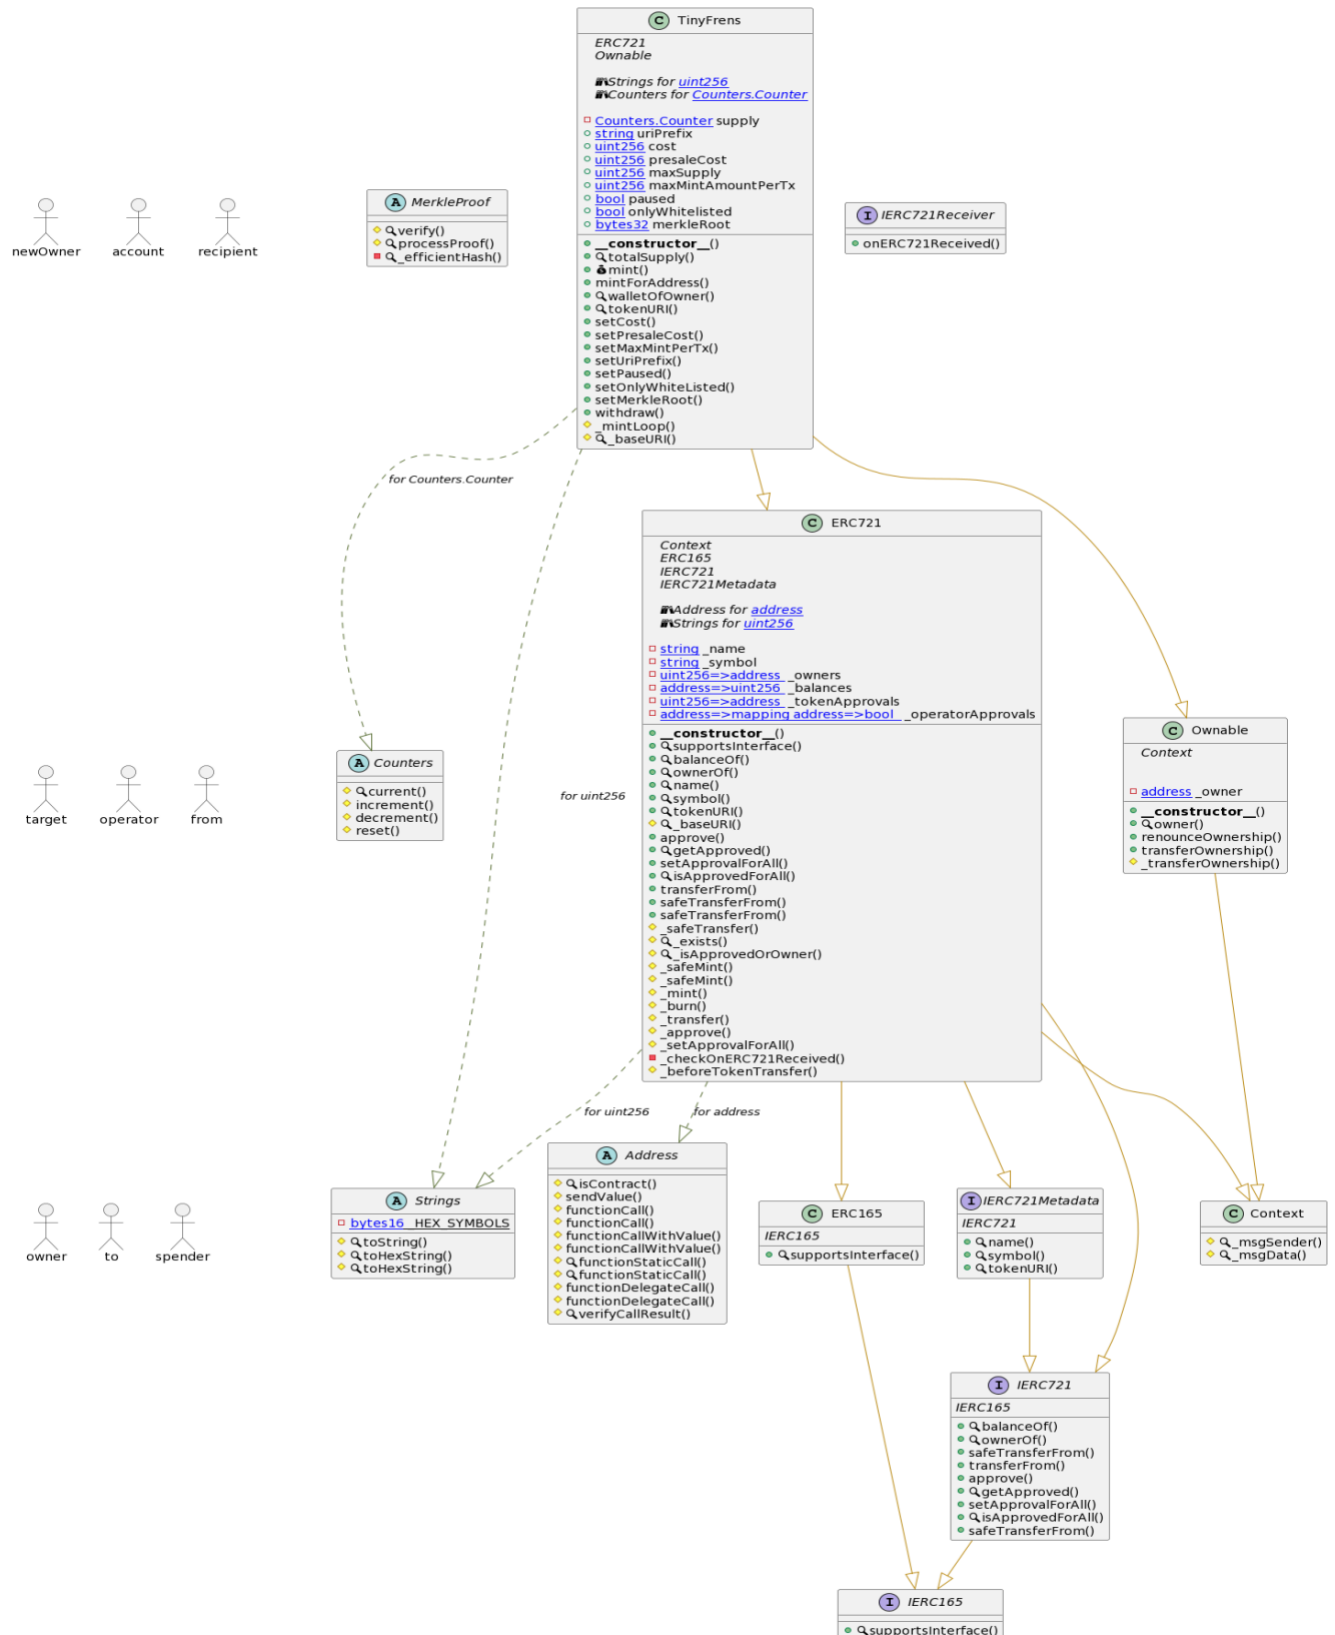 C TinyFrens
ERC721
Ownable
Strings for uint256
Counters for Counters.Counter
Counters.Counter supply
string uriPrefix
uint256 cost
uint256 presaleCost
uint256 maxSupply
uint256 maxMintAmountPerTx
bool paused
bool onlyWhitelisted
bytes32 merkleRoot
__constructor__()
totalSupply()
mint()
mintForAddress()
walletOfOwner()
tokenURI()
setCost()
setPresaleCost()
setMaxMintPerTx()
setUriPrefix()
setPaused()
setOnlyWhiteListed()
setMerkleRoot()
withdraw()
_mintLoop()
_baseURI()
newOwner account recipient
A MerkleProof
verify()
processProof()
_efficientHash()
I IERC721Receiver
onERC721Received()
for Counters.Counter
C ERC721
Context
ERC165
IERC721
IERC721Metadata
Address for address
Strings for uint256
string _name
string _symbol
uint256=>address _owners
address=>uint256 _balances
uint256=>address _tokenApprovals
address=>mapping address=>bool _operatorApprovals
__constructor__()
supportsInterface()
balanceOf()
ownerOf()
name()
symbol()
tokenURI()
_baseURI()
approve()
getApproved()
setApprovalForAll()
isApprovedForAll()
transferFrom()
safeTransferFrom()
safeTransferFrom()
_safeTransfer()
_exists()
_isApprovedOrOwner()
_safeMint()
_safeMint()
_mint()
_burn()
_transfer()
_approve()
_setApprovalForAll()
_checkOnERC721Received()
_beforeTokenTransfer()
target operator from
A Counters
current()
increment()
decrement()
reset()
for uint256
C Ownable
Context
address _owner
__constructor__()
owner()
renounceOwnership()
transferOwnership()
_transferOwnership()
for uint256
for address
owner to spender
A Strings
bytes16 _HEX_SYMBOLS
toString()
toHexString()
toHexString()
A Address
isContract()
sendValue()
functionCall()
functionCall()
functionCallWithValue()
functionCallWithValue()
functionStaticCall()
functionStaticCall()
functionDelegateCall()
functionDelegateCall()
verifyCallResult()
C ERC165
IERC165
supportsInterface()
I IERC721Metadata
IERC721
name()
symbol()
tokenURI()
C Context
_msgSender()
_msgData()
I IERC721
IERC165
balanceOf()
ownerOf()
safeTransferFrom()
transferFrom()
approve()
getApproved()
setApprovalForAll()
isApprovedForAll()
safeTransferFrom()
I IERC165
supportsInterface()